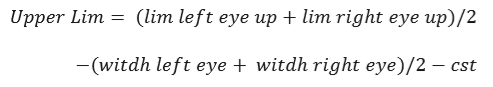 Upper Lim = (lim left eye up + lim right eye up)/2
−(witdh left eye + witdh right eye)/2 − cst